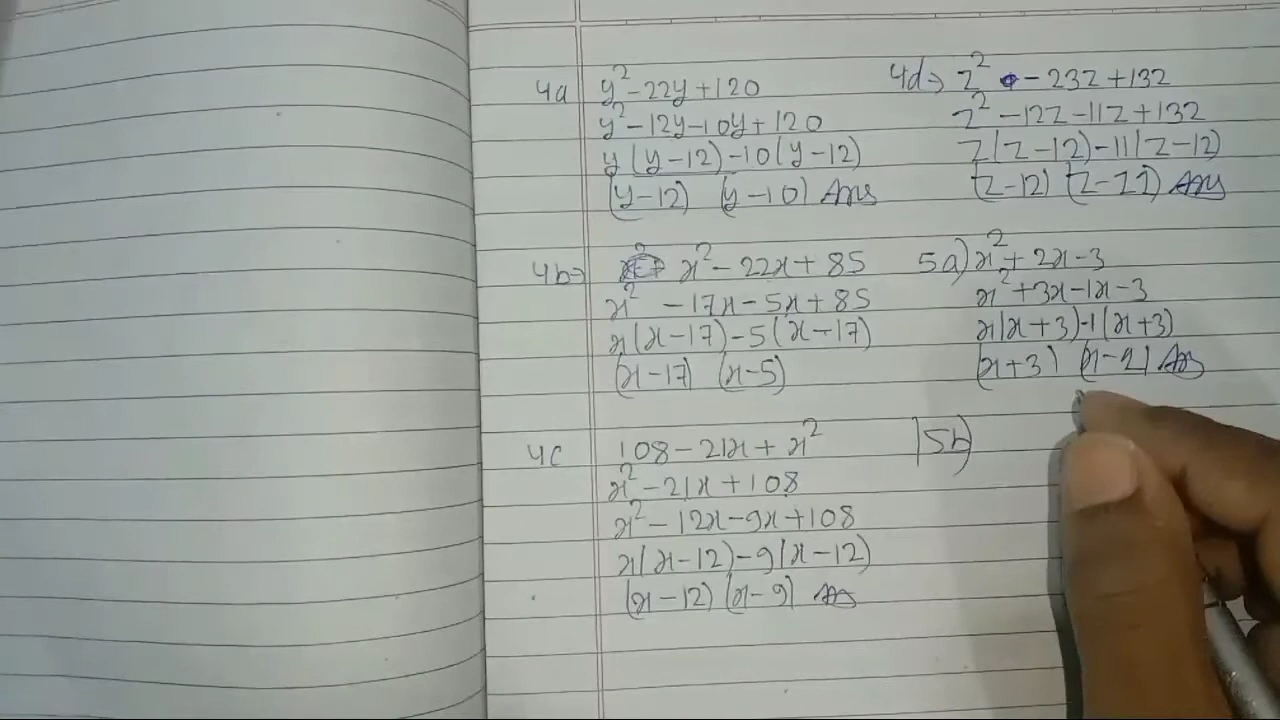 4a y² - 22y + 120
y² - 12y - 10y + 120
y (y - 12) - 10 (y - 12)
(y - 12) (y - 10) Ans
4b⇒ x² - 22x + 85
x² - 17x - 5x + 85
x (x - 17) - 5 (x - 17)
(x - 17) (x - 5)
4c 108 - 21x + x²
x² - 21x + 108
x² - 12x - 9x + 108
x (x - 12) - 9 (x - 12)
(x - 12) (x - 9) Ans
4d⇒ z² - 23z + 132
z² - 12z - 11z + 132
z (z - 12) - 11 (z - 12)
(z - 12) (z - 11) Ans
5a) x² + 2x - 3
x² + 3x - 1x - 3
x (x + 3) - 1 (x + 3)
(x + 3) (x - 1) Ans
5b)